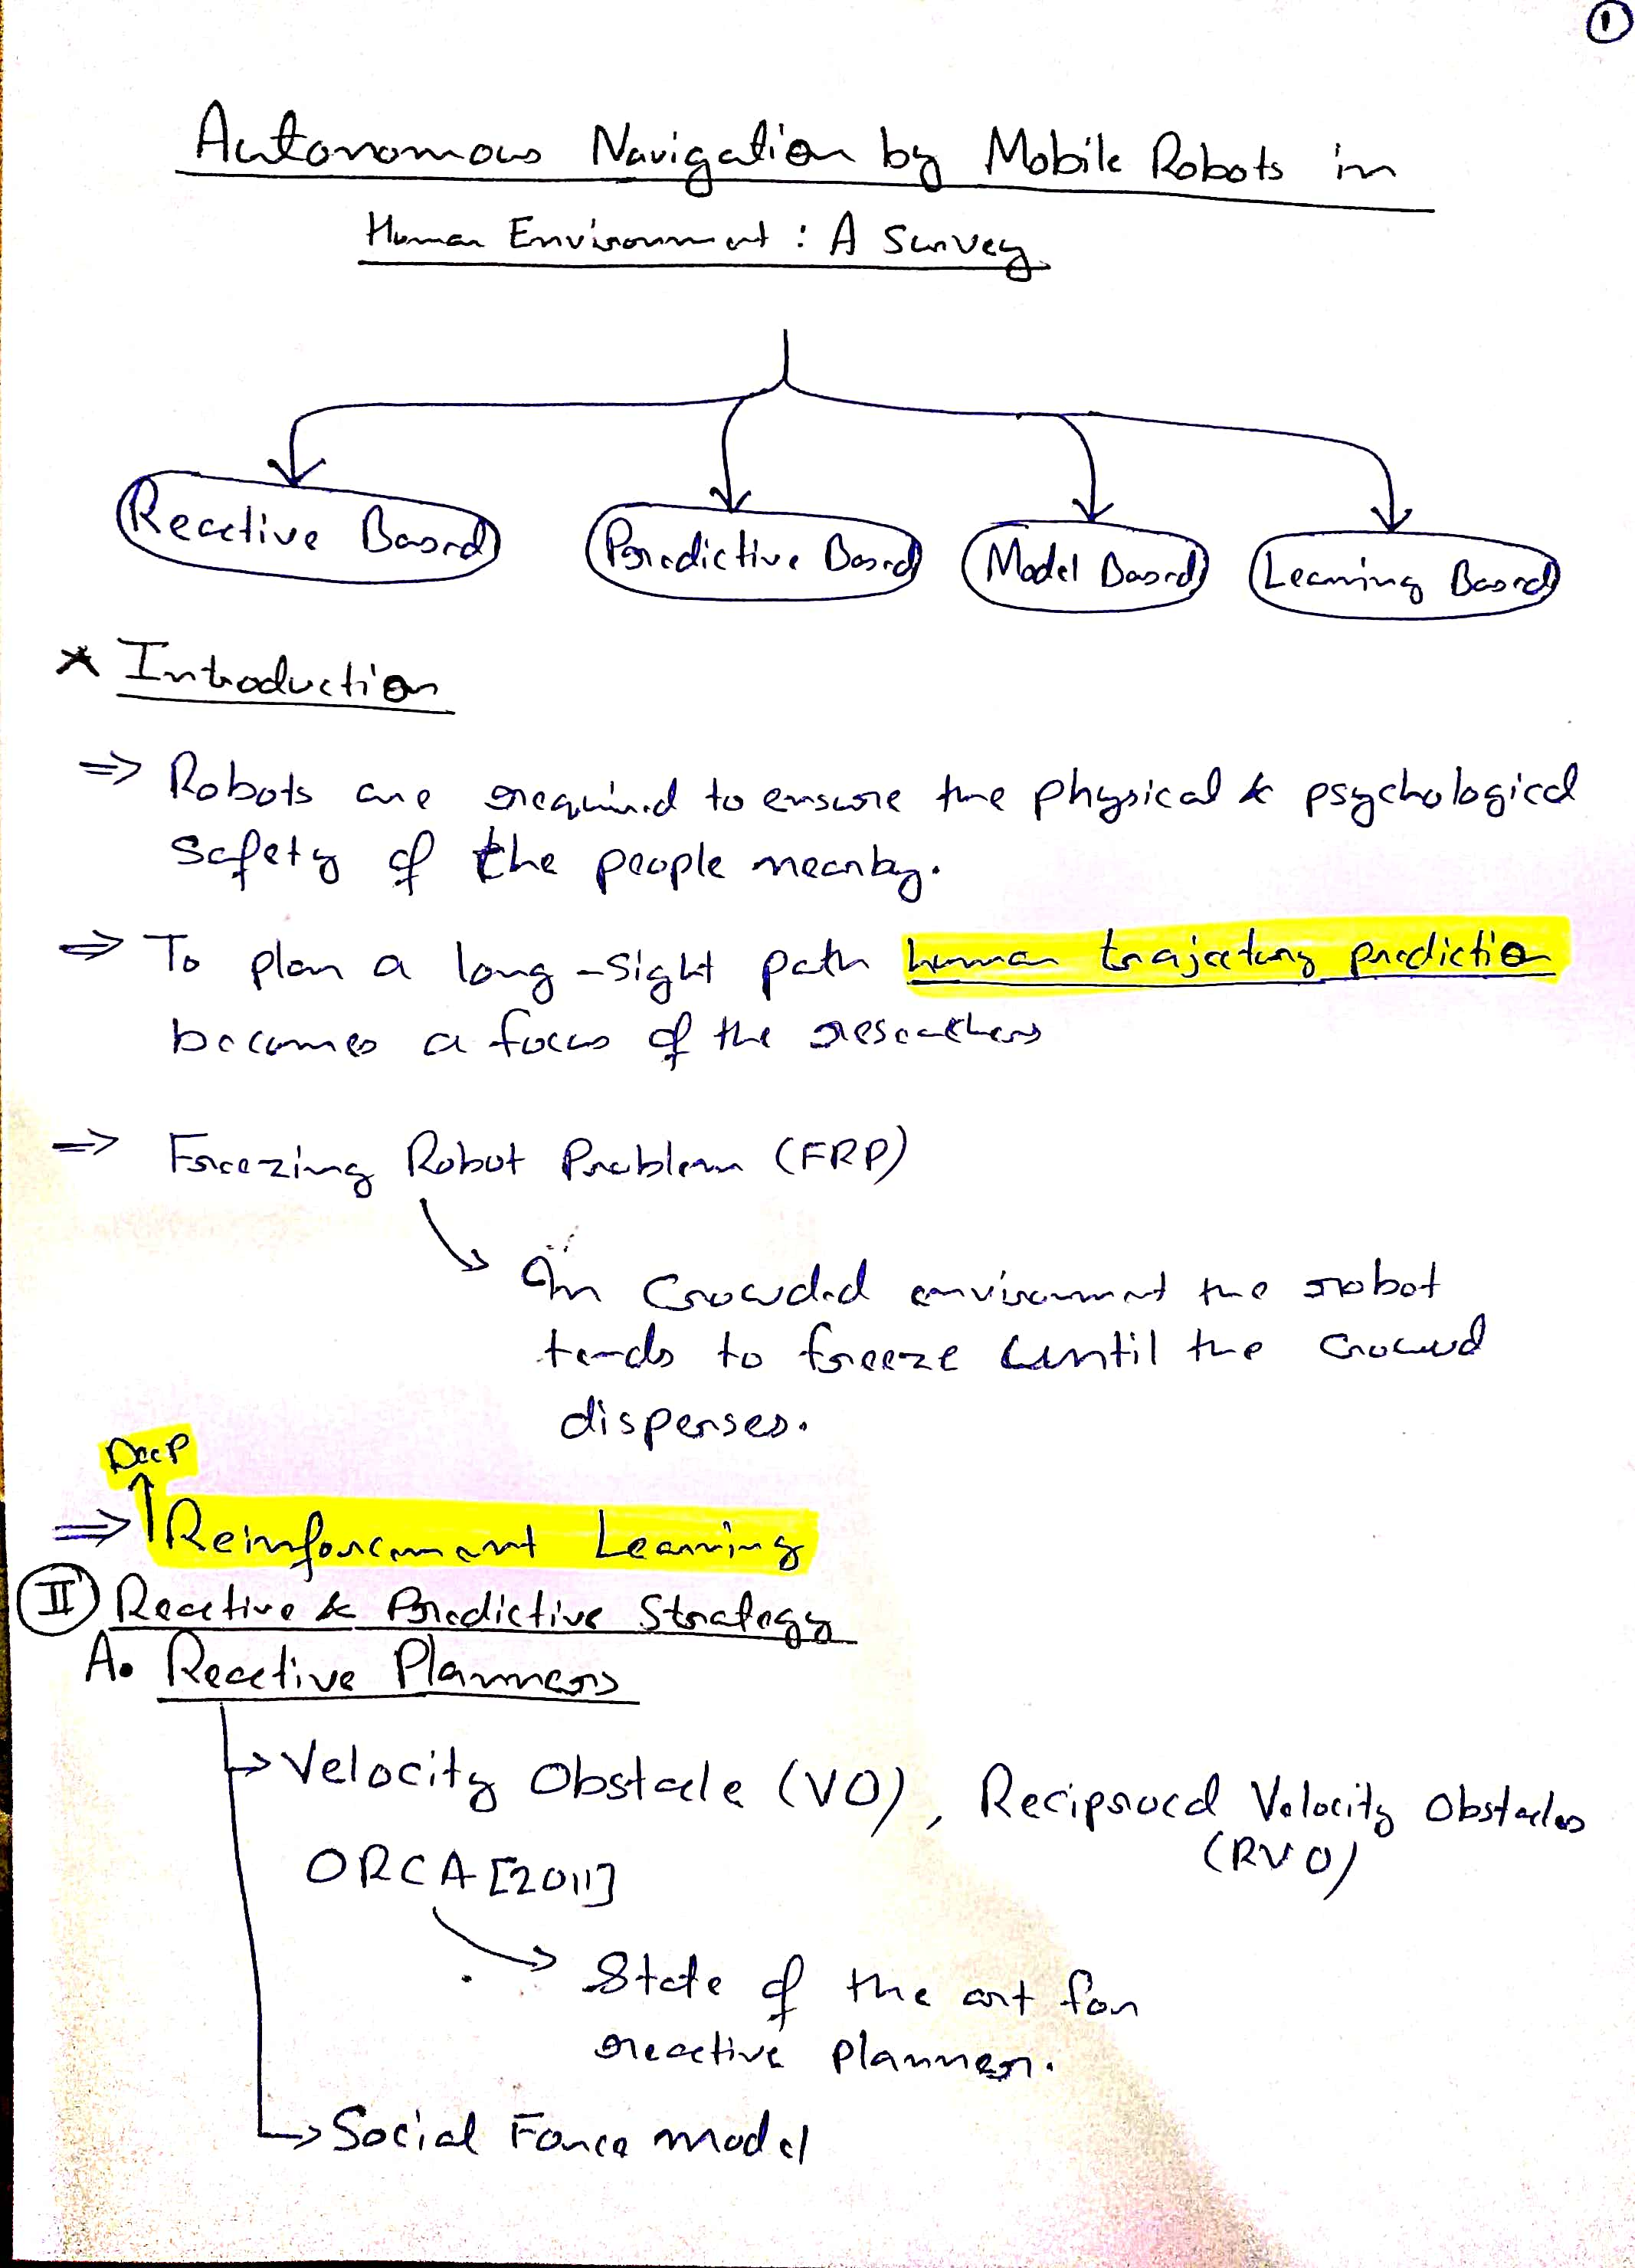 1
Autonomous Navigation by Mobile Robots in
Human Environment : A Survey
Reactive Based
Predictive Based
Model Based
Learning Based
* Introduction
⇒ Robots are required to ensure the physical & psychological
safety of the people nearby.
⇒ To plan a long-sight path human trajectory prediction
becomes a focus of the reseathers
⇒ Freezing Robot Problem (FRP)
In crowded environment the robot
tends to freeze until the crowd
disperses.
Deep
⇒ Reinforcement Learning
II Reactive & Predictive Strategy
A. Reactive Planners
Velocity Obstacle (VO), Reciprocal Velocity Obstacles
(RVO)
ORCA [2011]
State of the art for
reactive planner.
Social Force model